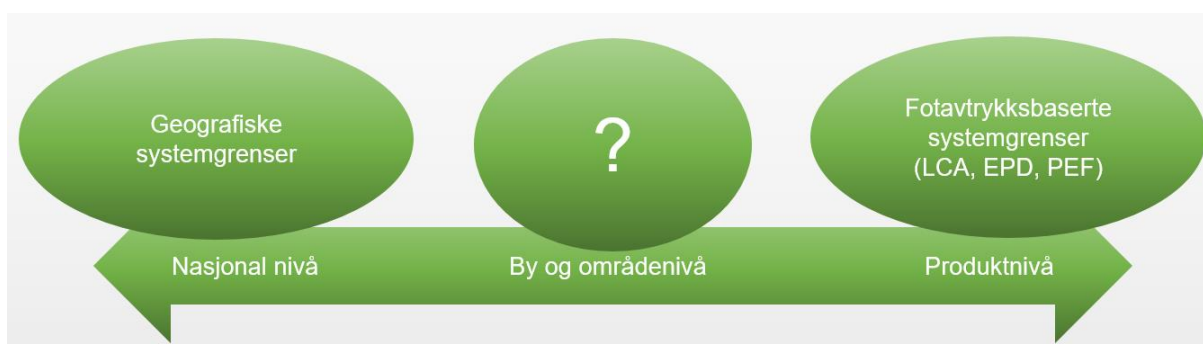 Geografiske
systemgrenser
?
Fotavtrykksbaserte
systemgrenser
(LCA, EPD, PEF)
Nasjonal nivå
By og områdenivå
Produktnivå